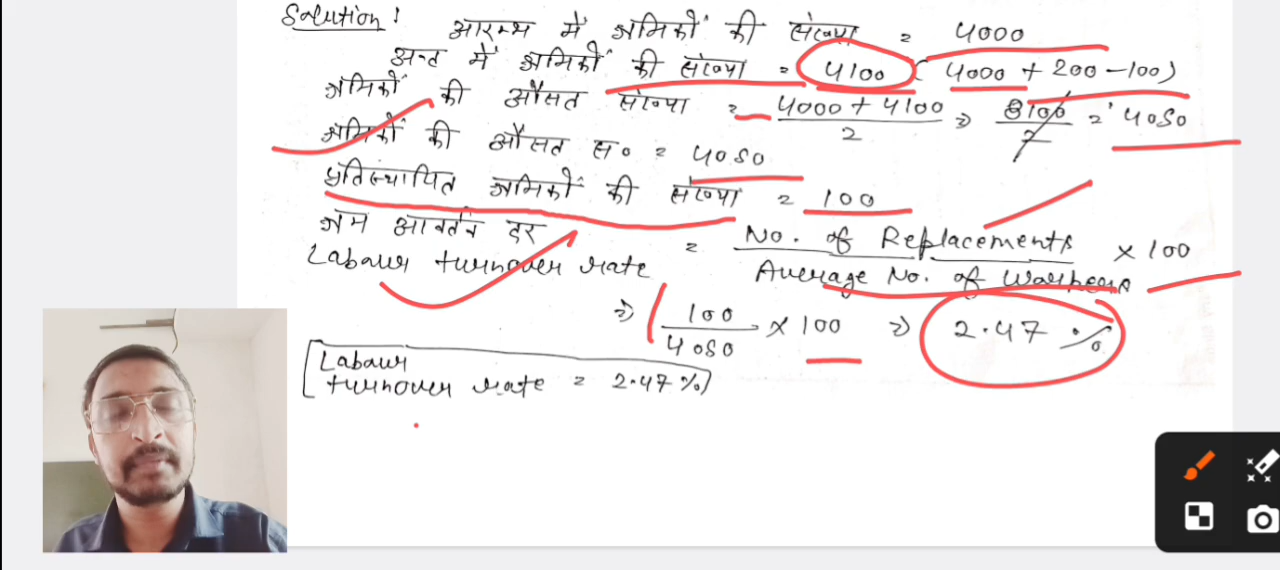 Solution :
आरम्भ में श्रमिकों की संख्या = 4000
अन्त में श्रमिकों की संख्या = 4100 (4000 + 200 - 100)
श्रमिकों की औसत संख्या = 4000 + 4100 / 2 => 8100 / 2 = 4050
श्रमिकों की औसत सं० = 4050
प्रतिस्थापित श्रमिकों की संख्या = 100
श्रम आवर्तन दर
Labour turnover rate = No. of Replacements / Average No. of Workers × 100
=> 100 / 4050 × 100 => 2.47 %
Labour
turnover rate = 2.47 %